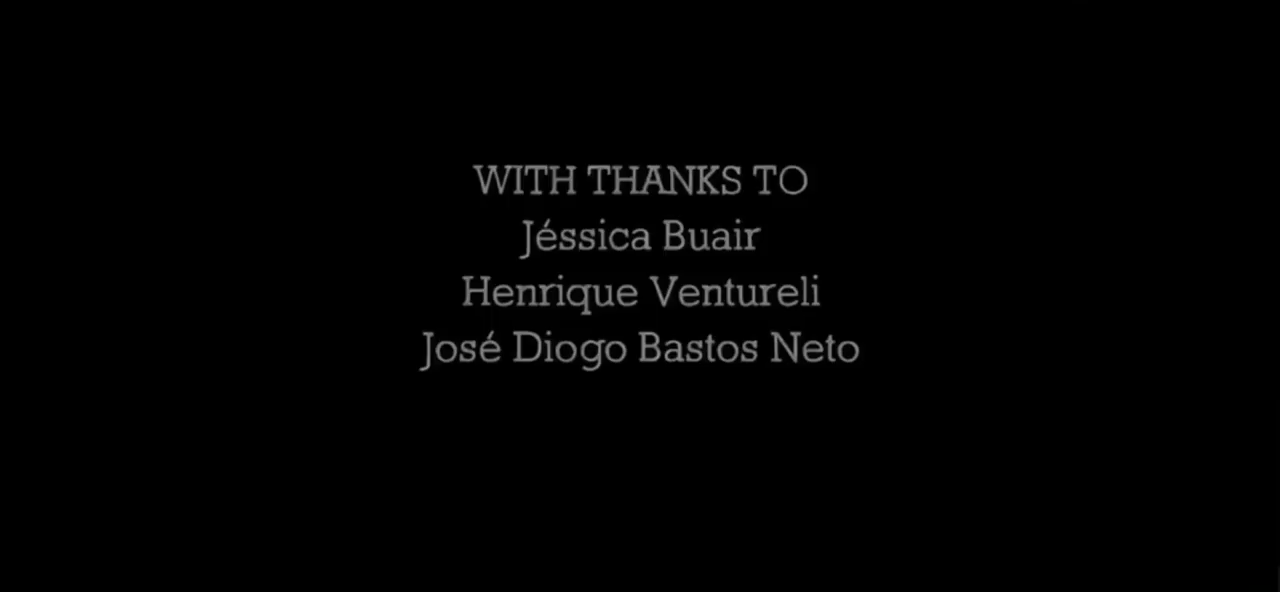 WITH THANKS TO
Jéssica Buair
Henrique Ventureli
José Diogo Bastos Neto